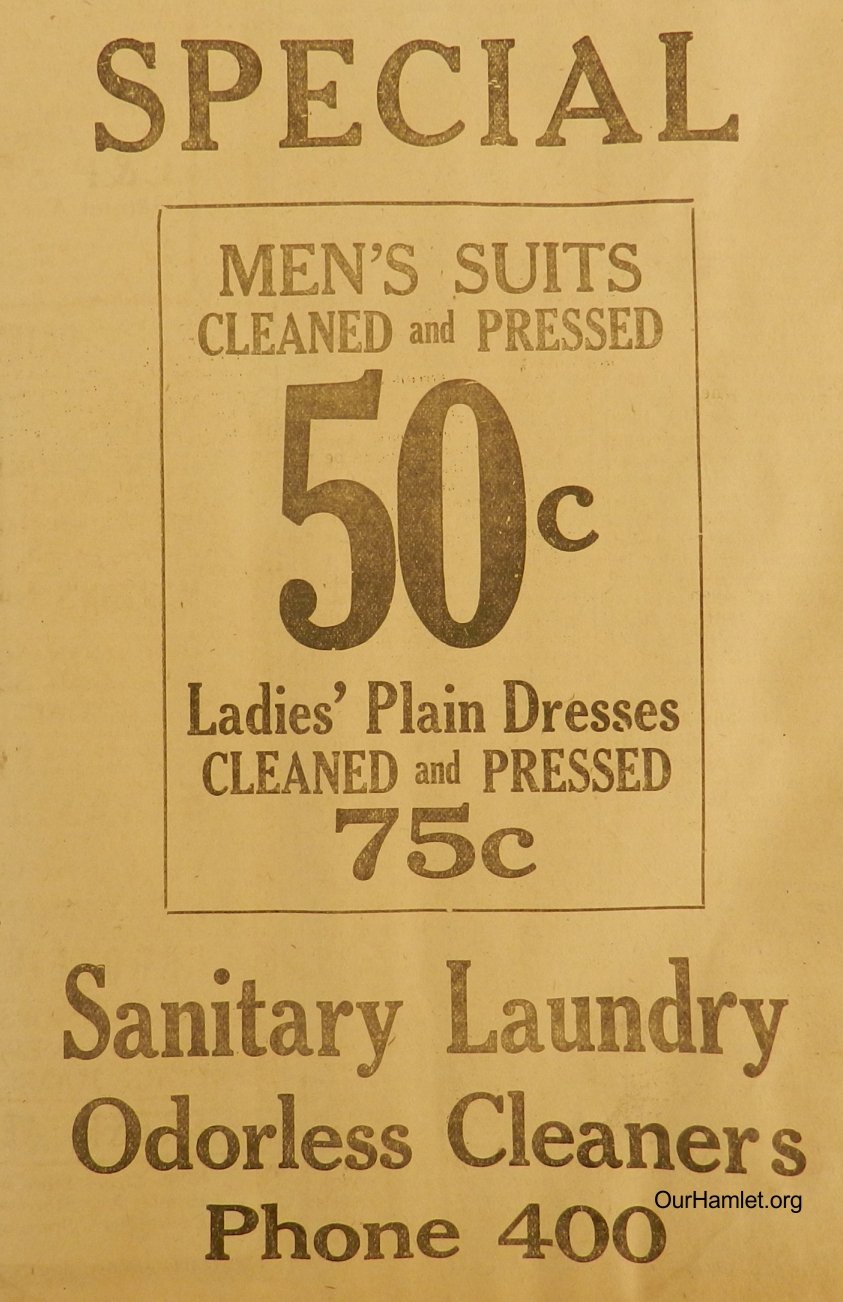 SPECIAL
MEN'S SUITS
CLEANED and PRESSED
50c
Ladies' Plain Dresses
CLEANED and PRESSED
75c
Sanitary Laundry
Odorless Cleaners
OurHamlet.org
Phone 400